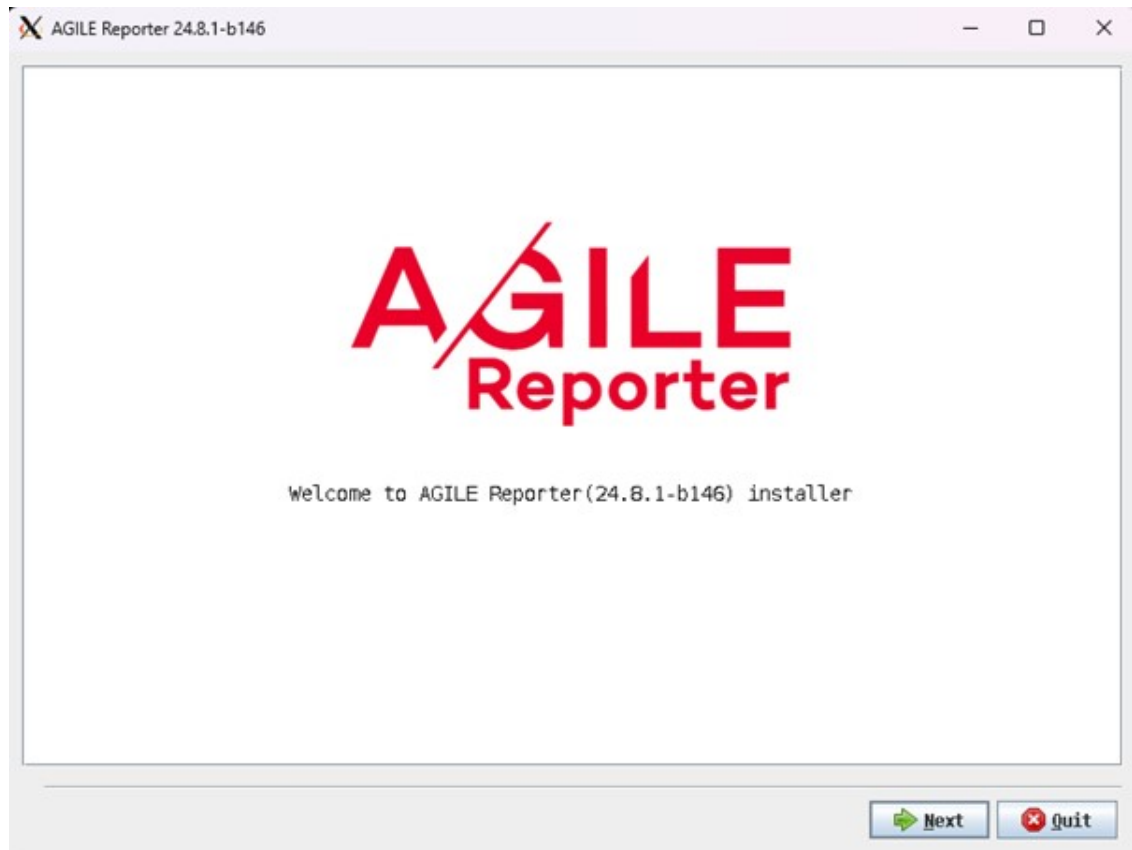 AGILE Reporter 24.8.1-b146
AGILE
Reporter
Welcome to AGILE Reporter(24.8.1-b146) installer
Next
Quit